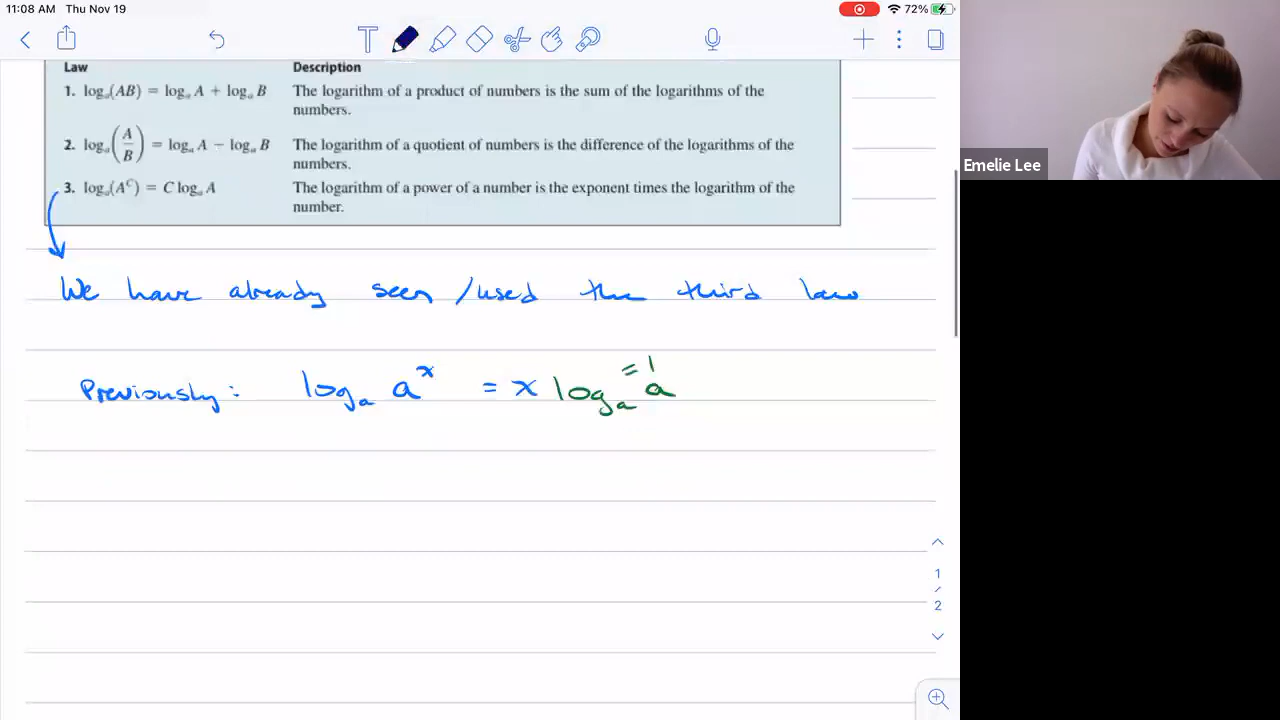 11:08 AM Thu Nov 19
72%
T
Law Description
1. logₐ(AB) = logₐ A + logₐ B The logarithm of a product of numbers is the sum of the logarithms of the
numbers.
2. logₐ(A/B) = logₐ A − logₐ B The logarithm of a quotient of numbers is the difference of the logarithms of the
numbers.
3. logₐ(Aᶜ) = C logₐ A The logarithm of a power of a number is the exponent times the logarithm of the
number.
Emelie Lee
We have already seen /used the third law
Previously: logₐ aˣ = x logₐ a = 1
1
/
2